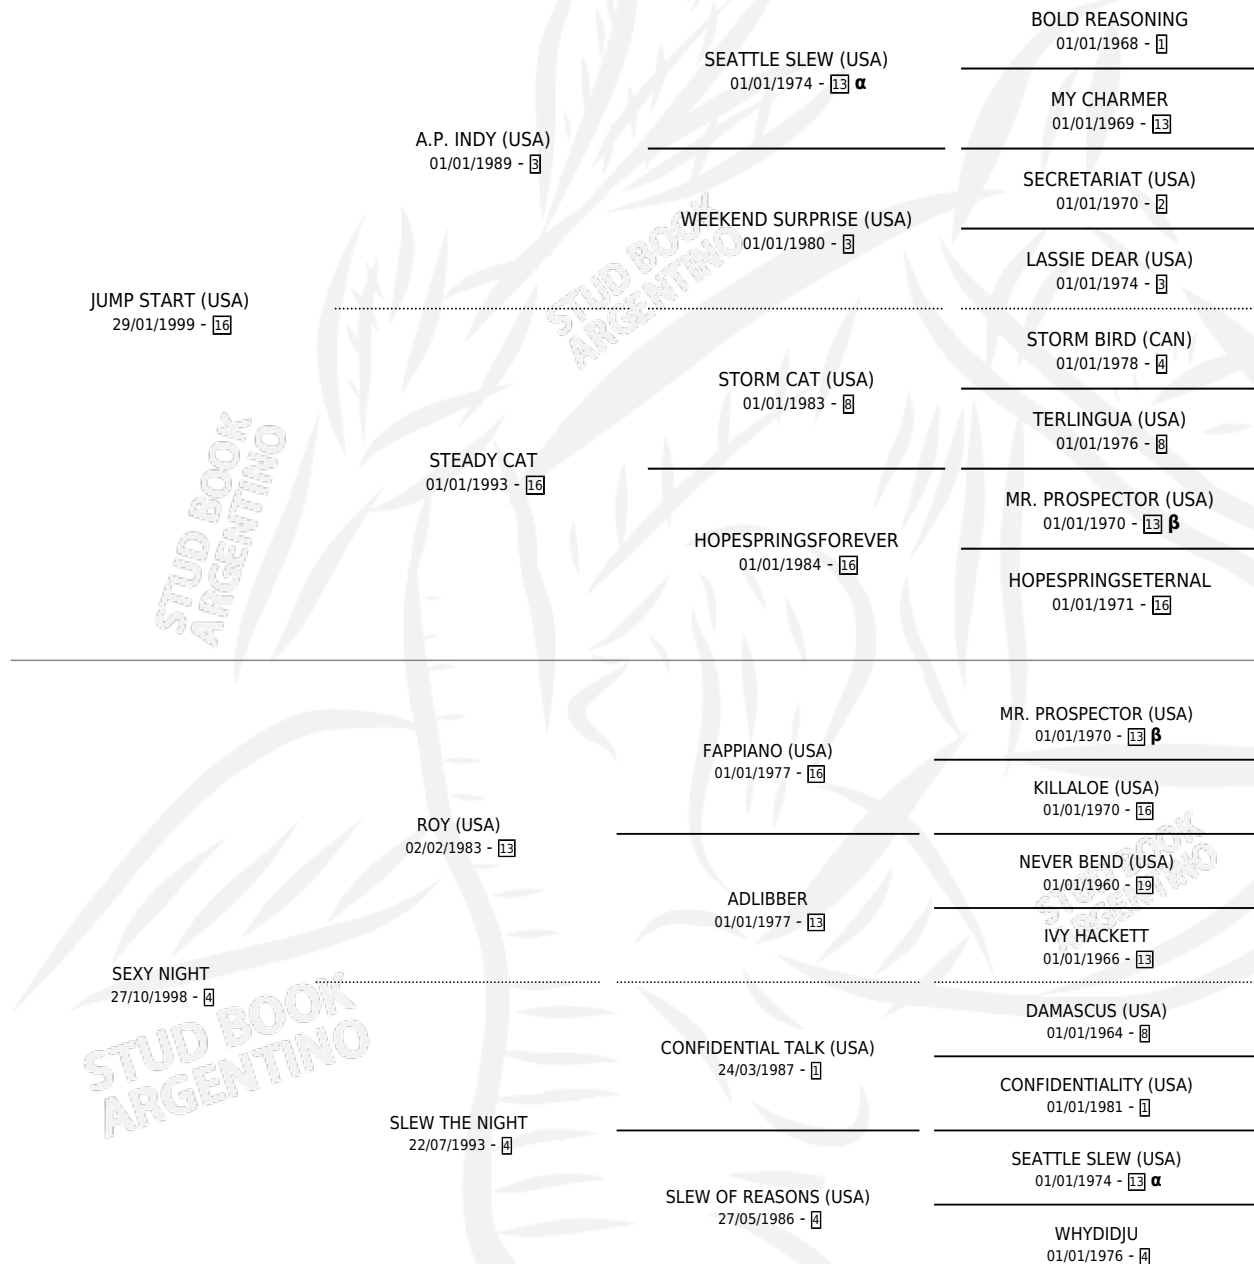 BOLD REASONING
01/01/1968 - 1
SEATTLE SLEW (USA)
01/01/1974 - 13 α
MY CHARMER
01/01/1969 - 13
A.P. INDY (USA)
01/01/1989 - 3
SECRETARIAT (USA)
01/01/1970 - 2
WEEKEND SURPRISE (USA)
01/01/1980 - 3
LASSIE DEAR (USA)
01/01/1974 - 3
JUMP START (USA)
29/01/1999 - 16
STORM BIRD (CAN)
01/01/1978 - 4
STORM CAT (USA)
01/01/1983 - 8
TERLINGUA (USA)
01/01/1976 - 8
STEADY CAT
01/01/1993 - 16
MR. PROSPECTOR (USA)
01/01/1970 - 13 β
HOPESPRINGSFOREVER
01/01/1984 - 16
HOPESPRINGSETERNAL
01/01/1971 - 16
MR. PROSPECTOR (USA)
01/01/1970 - 13 β
FAPPIANO (USA)
01/01/1977 - 16
KILLALOE (USA)
01/01/1970 - 16
ROY (USA)
02/02/1983 - 13
NEVER BEND (USA)
01/01/1960 - 19
ADLIBBER
01/01/1977 - 13
IVY HACKETT
01/01/1966 - 13
SEXY NIGHT
27/10/1998 - 4
DAMASCUS (USA)
01/01/1964 - 8
CONFIDENTIAL TALK (USA)
24/03/1987 - 1
CONFIDENTIALITY (USA)
01/01/1981 - 1
SLEW THE NIGHT
22/07/1993 - 4
SEATTLE SLEW (USA)
01/01/1974 - 13 α
SLEW OF REASONS (USA)
27/05/1986 - 4
WHYDIDJU
01/01/1976 - 4
STUD BOOK
ARGENTINO
STUD BOOK
ARGENTINO
STUD BOOK
ARGENTINO
STUD BOOK
ARGENTINO